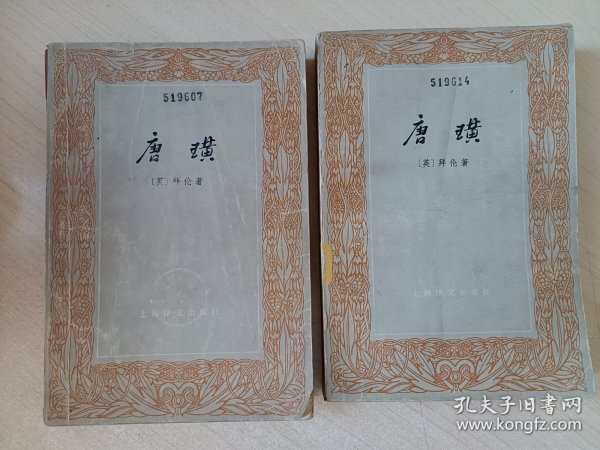 519607
唐璜
〔英〕拜伦著
上海译文出版社
519614
唐璜
〔英〕拜伦著
上海译文出版社
孔夫子旧书网
www.kongfz.com